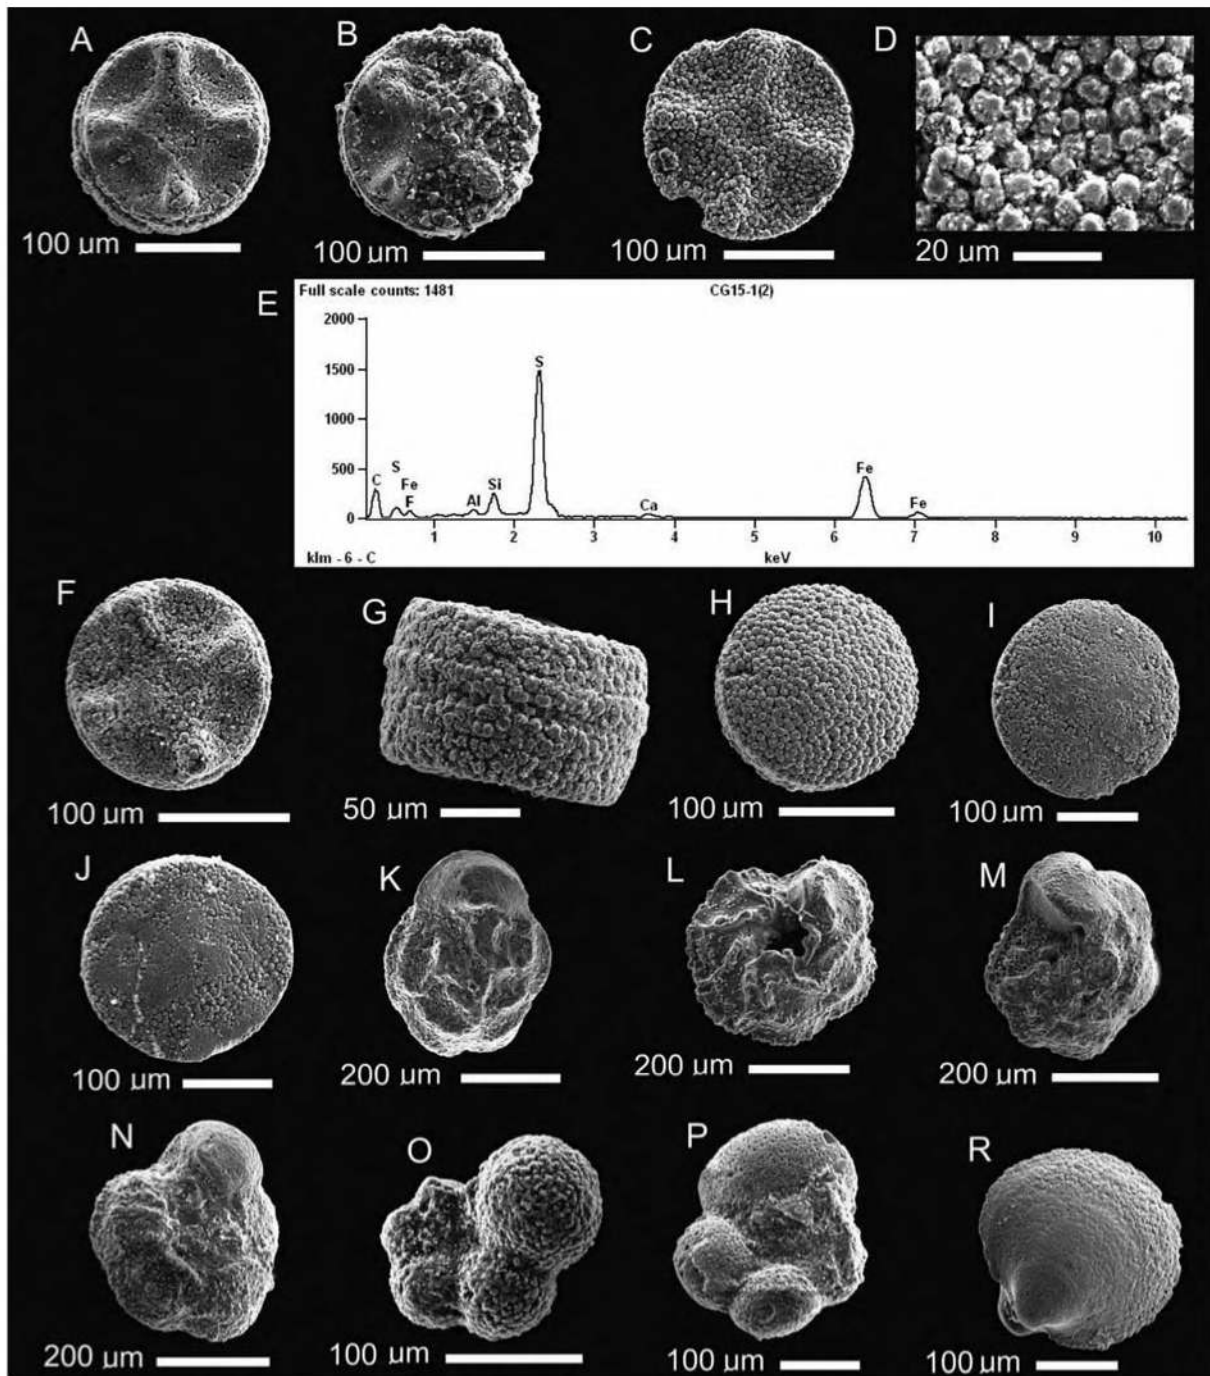 A B C D
100 µm 100 µm 100 µm 20 µm
E
Full scale counts: 1481 CG15-1(2)
2000
1500
1000
500
0
S
S
C Fe F Al Si Ca Fe Fe
1 2 3 4 5 6 7 8 9 10
klm - 6 - C keV
F G H I
100 µm 50 µm 100 µm 100 µm
J K L M
100 µm 200 µm 200 µm 200 µm
N O P R
200 µm 100 µm 100 µm 100 µm